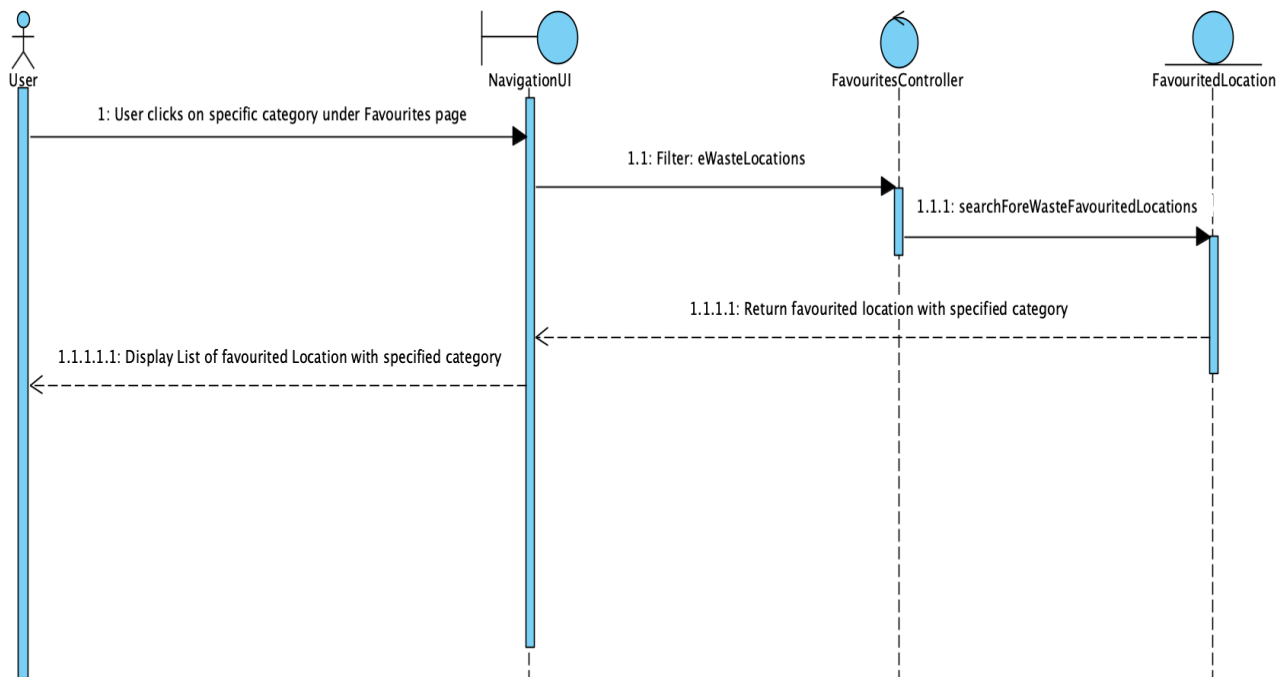 User
NavigationUI
FavouritesController
FavouritedLocation
1: User clicks on specific category under Favourites page
1.1: Filter: eWasteLocations
1.1.1: searchForeWasteFavouritedLocations
1.1.1.1: Return favourited location with specified category
1.1.1.1.1: Display List of favourited Location with specified category